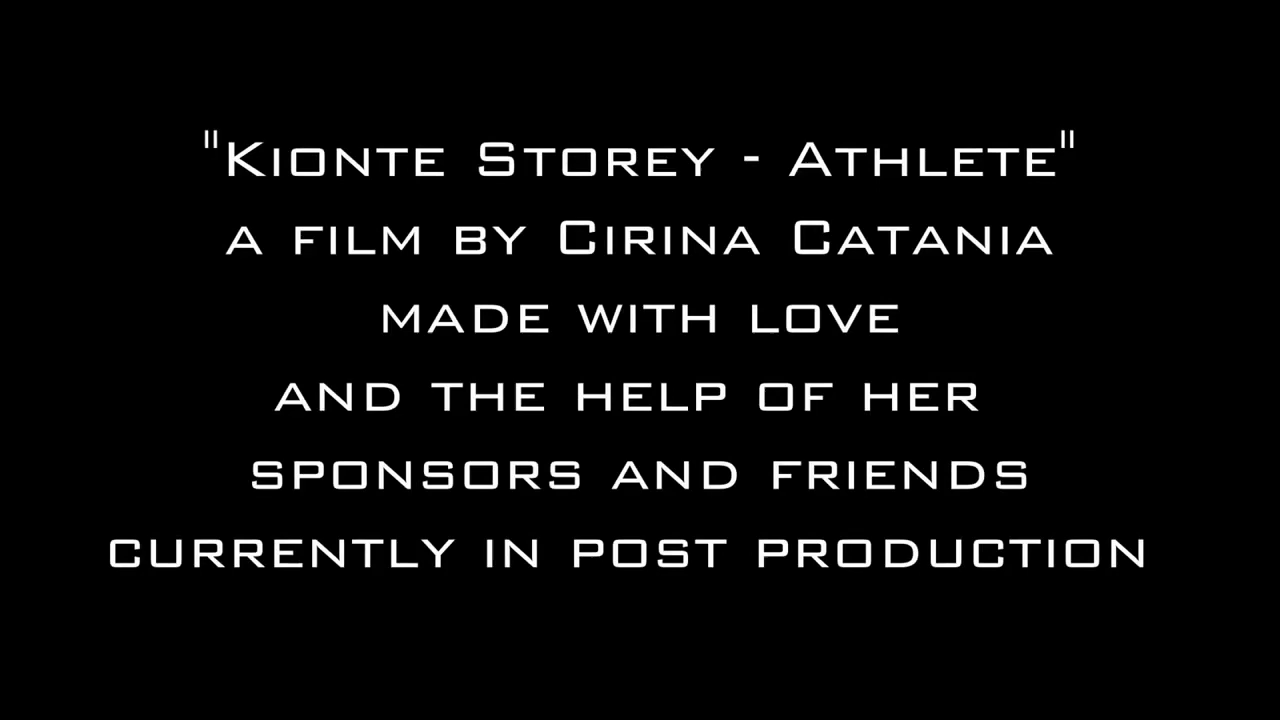 "Kionte Storey - Athlete"
a film by Cirina Catania
made with love
and the help of her
sponsors and friends
currently in post production